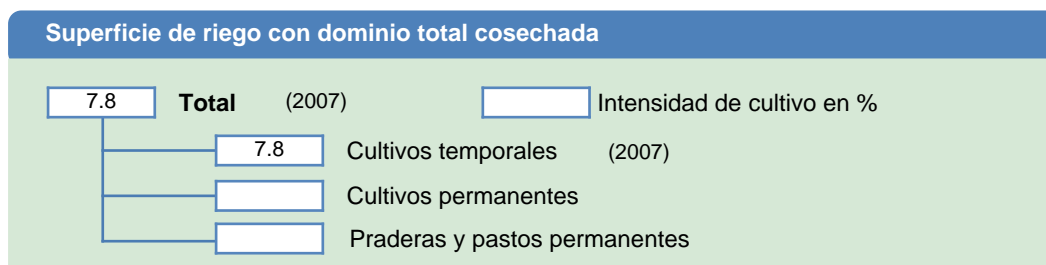 Superficie de riego con dominio total cosechada
7.8 Total (2007) Intensidad de cultivo en %
7.8 Cultivos temporales (2007)
Cultivos permanentes
Praderas y pastos permanentes